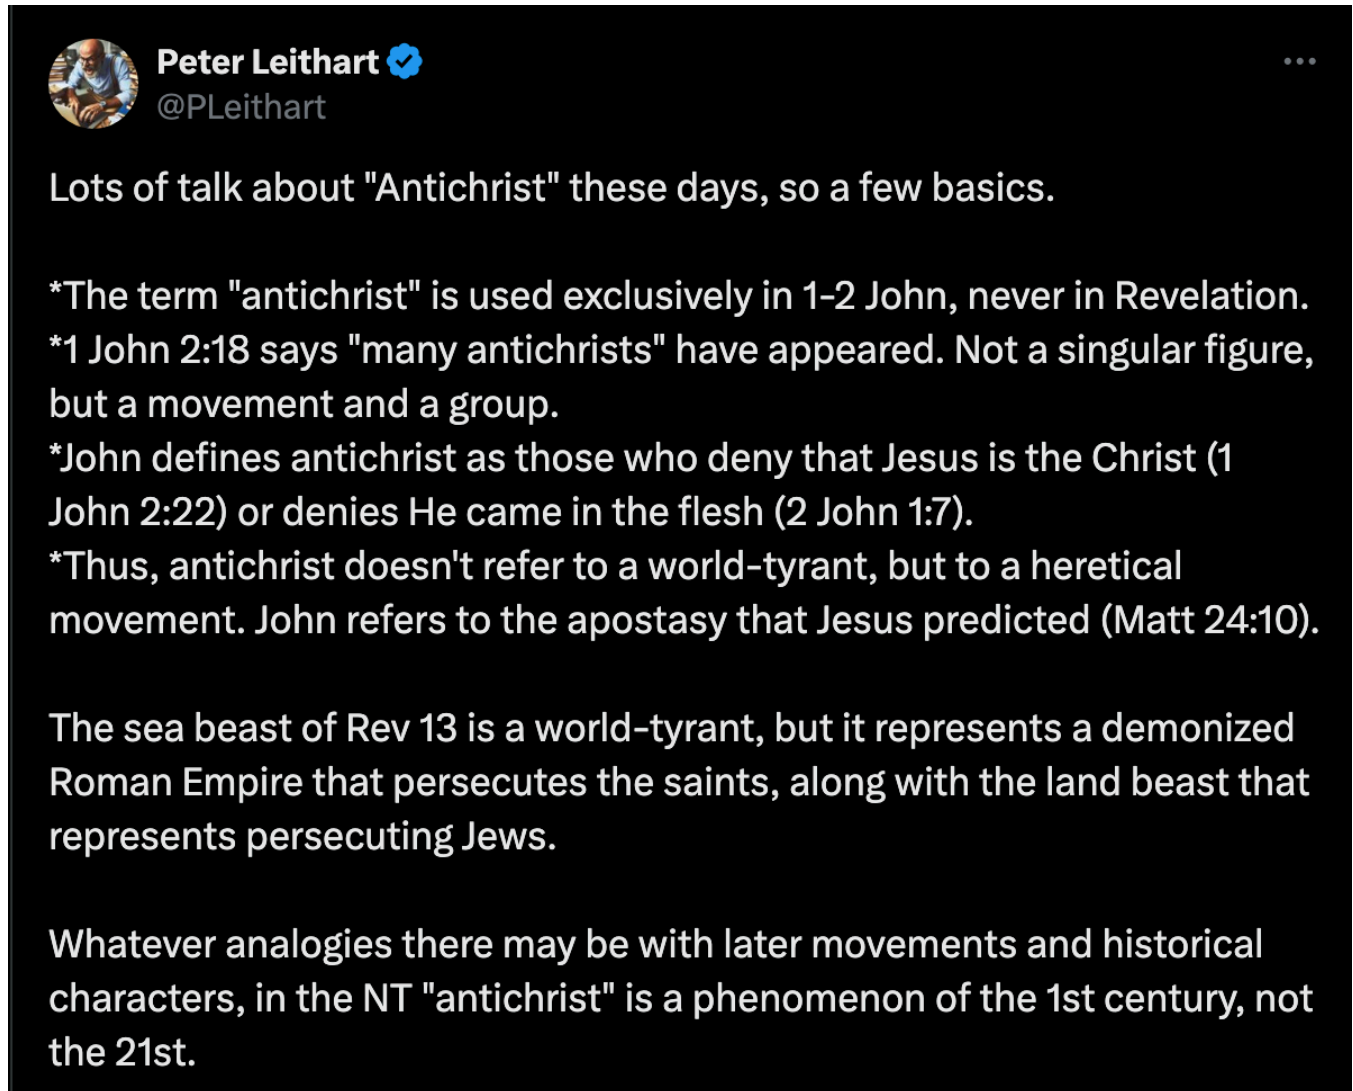 Peter Leithart
@PLeithart
Lots of talk about "Antichrist" these days, so a few basics.
*The term "antichrist" is used exclusively in 1-2 John, never in Revelation.
*1 John 2:18 says "many antichrists" have appeared. Not a singular figure,
but a movement and a group.
*John defines antichrist as those who deny that Jesus is the Christ (1
John 2:22) or denies He came in the flesh (2 John 1:7).
*Thus, antichrist doesn't refer to a world-tyrant, but to a heretical
movement. John refers to the apostasy that Jesus predicted (Matt 24:10).
The sea beast of Rev 13 is a world-tyrant, but it represents a demonized
Roman Empire that persecutes the saints, along with the land beast that
represents persecuting Jews.
Whatever analogies there may be with later movements and historical
characters, in the NT "antichrist" is a phenomenon of the 1st century, not
the 21st.